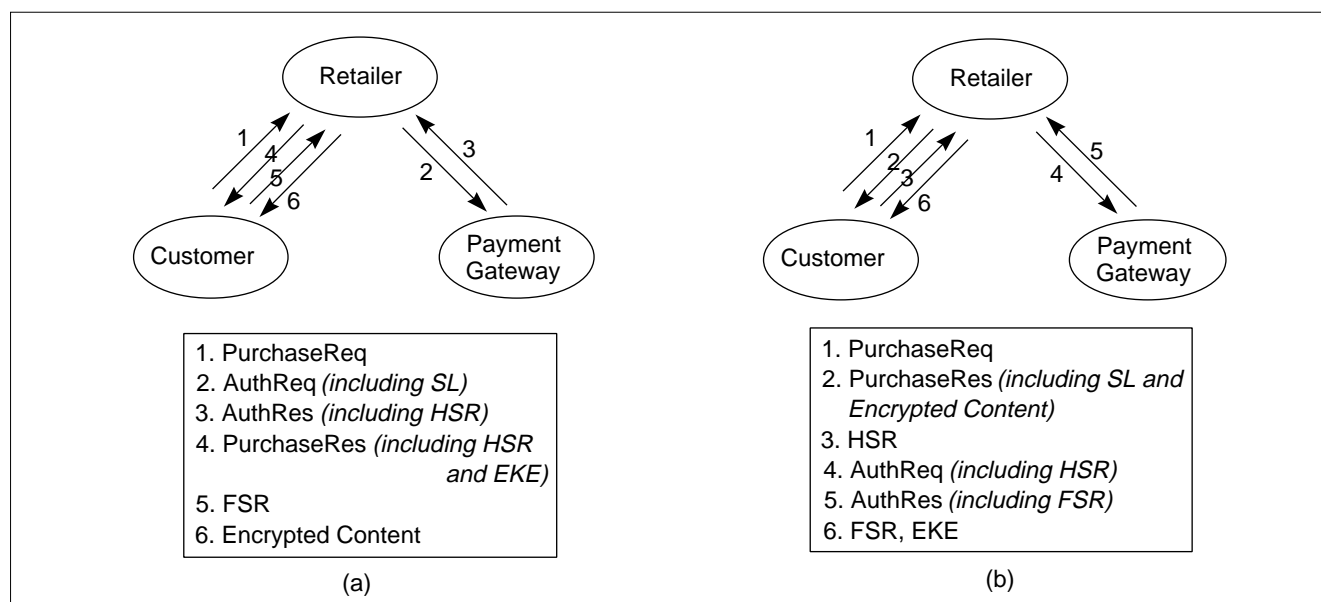 Retailer
1
4
5
6
2
3
Customer
Payment
Gateway
1. PurchaseReq
2. AuthReq (including SL)
3. AuthRes (including HSR)
4. PurchaseRes (including HSR
and EKE)
5. FSR
6. Encrypted Content
(a)
Retailer
1
2
3
6
4
5
Customer
Payment
Gateway
1. PurchaseReq
2. PurchaseRes (including SL and
Encrypted Content)
3. HSR
4. AuthReq (including HSR)
5. AuthRes (including FSR)
6. FSR, EKE
(b)